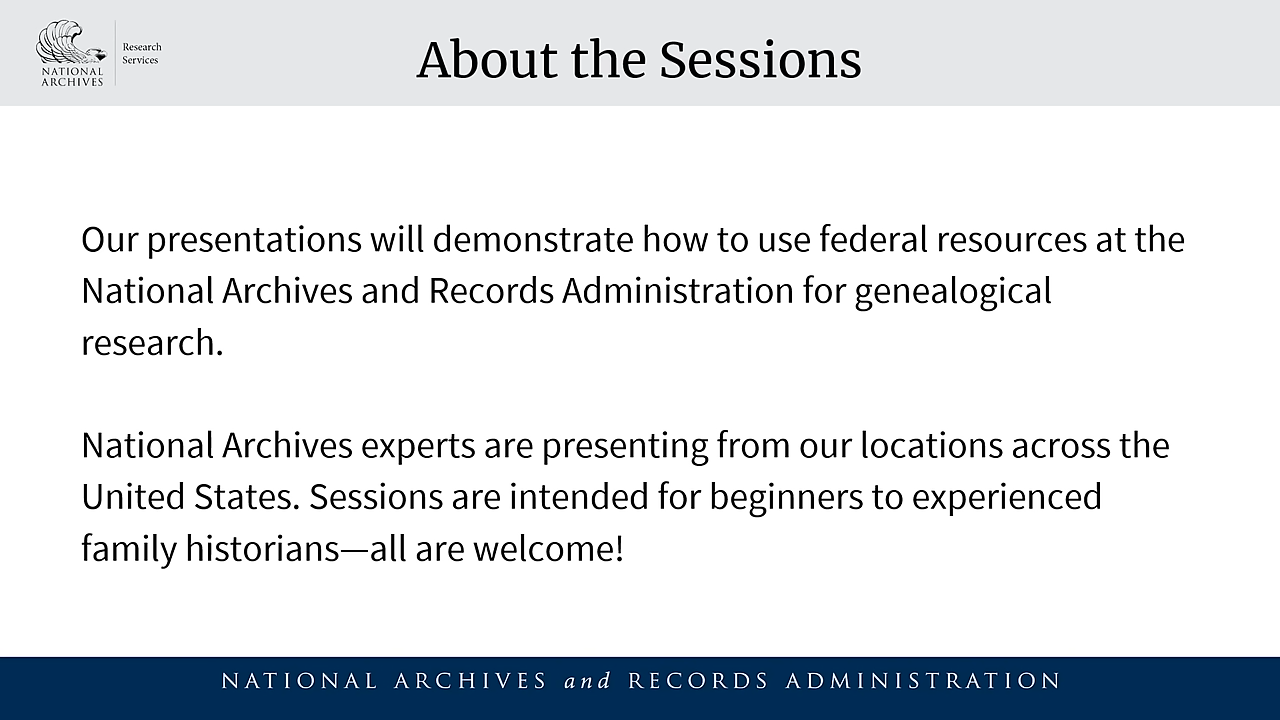 NATIONAL
ARCHIVES
Research
Services
About the Sessions
Our presentations will demonstrate how to use federal resources at the
National Archives and Records Administration for genealogical
research.
National Archives experts are presenting from our locations across the
United States. Sessions are intended for beginners to experienced
family historians—all are welcome!
NATIONAL ARCHIVES and RECORDS ADMINISTRATION